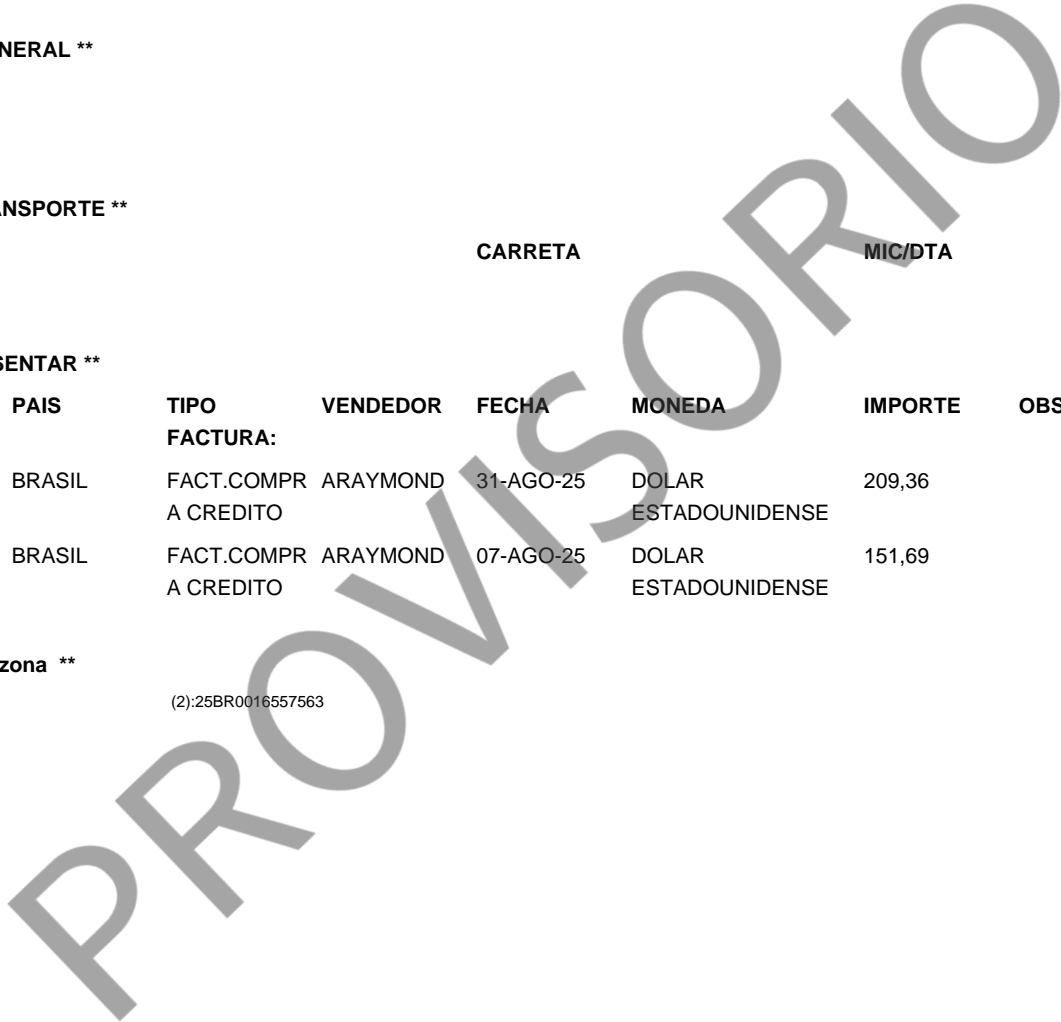 NERAL **
ANSPORTE **
CARRETA MIC/DTA
SENTAR **
PAIS TIPO VENDEDOR FECHA MONEDA IMPORTE OBS
FACTURA:
BRASIL FACT.COMPR ARAYMOND 31-AGO-25 DOLAR 209,36
A CREDITO ESTADOUNIDENSE
BRASIL FACT.COMPR ARAYMOND 07-AGO-25 DOLAR 151,69
A CREDITO ESTADOUNIDENSE
zona **
(2):25BR0016557563
PROVISORIO